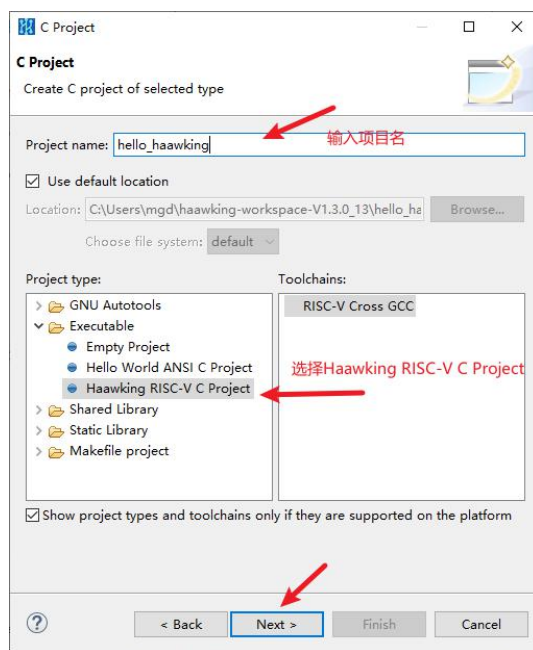 C Project
C Project
Create C project of selected type
Project name: hello_haawking
输入项目名
Use default location
Location: C:\Users\mgd\haawking-workspace-V1.3.0_13\hello_ha Browse...
Choose file system: default
Project type: Toolchains:
GNU Autotools RISC-V Cross GCC
Executable
Empty Project
Hello World ANSI C Project 选择Haawking RISC-V C Project
Haawking RISC-V C Project
Shared Library
Static Library
Makefile project
Show project types and toolchains only if they are supported on the platform
? < Back Next > Finish Cancel